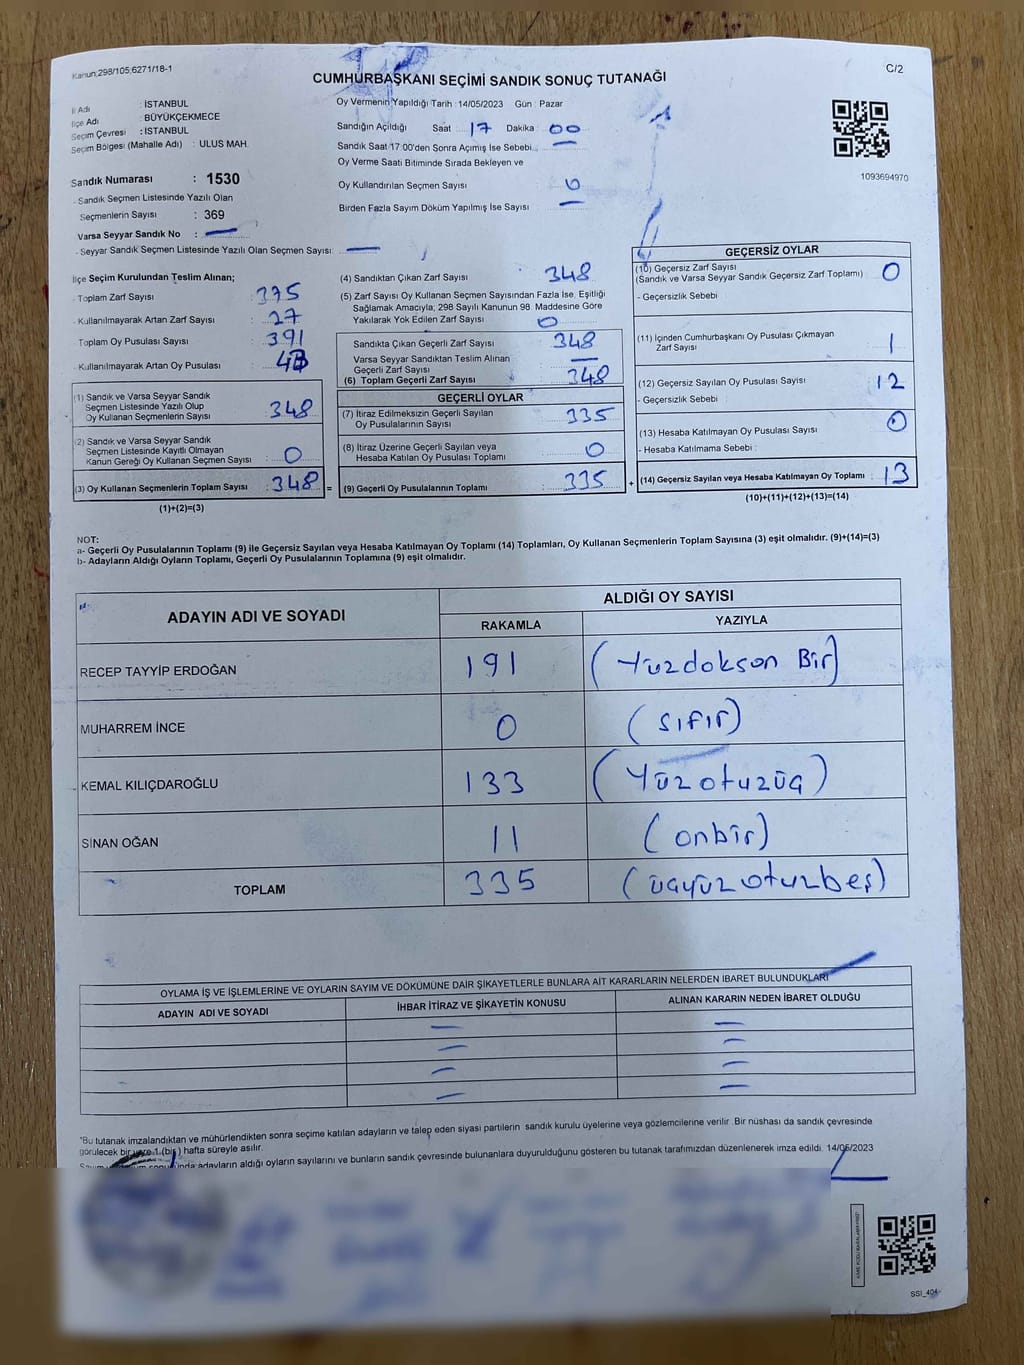 Kanun;298/105;6271/18-1
C/2
CUMHURBAŞKANI SEÇİMİ SANDIK SONUÇ TUTANAĞI
İl Adı : İSTANBUL
İlçe Adı : BÜYÜKÇEKMECE
Seçim Çevresi : İSTANBUL
Seçim Bölgesi (Mahalle Adı) : ULUS MAH.
Sandık Numarası : 1530
- Sandık Seçmen Listesinde Yazılı Olan
Seçmenlerin Sayısı : 369
Varsa Seyyar Sandık No :
- Seyyar Sandık Seçmen Listesinde Yazılı Olan Seçmen Sayısı:
Oy Vermenin Yapıldığı Tarih : 14/05/2023 Gün : Pazar
Sandığın Açıldığı Saat 17 Dakika : 00
Sandık Saat 17:00'den Sonra Açımış İse Sebebi
Oy Verme Saati Bitiminde Sırada Bekleyen ve
Oy Kullandırılan Seçmen Sayısı : 0
Birden Fazla Sayım Döküm Yapılmış İse Sayısı
1093694970
İlçe Seçim Kurulundan Teslim Alınan;
- Toplam Zarf Sayısı : 375
- Kullanılmayarak Artan Zarf Sayısı : 27
- Toplam Oy Pusulası Sayısı : 391
- Kullanılmayarak Artan Oy Pusulası :
(1) Sandık ve Varsa Seyyar Sandık
Seçmen Listesinde Yazılı Olup
Oy Kullanan Seçmenlerin Sayısı : 348
(2) Sandık ve Varsa Seyyar Sandık
Seçmen Listesinde Kayıtlı Olmayan
Kanun Gereği Oy Kullanan Seçmen Sayısı : 0
(3) Oy Kullanan Seçmenlerin Toplam Sayısı : 348 =
(1)+(2)=(3)
(4) Sandıktan Çıkan Zarf Sayısı : 348
(5) Zarf Sayısı Oy Kullanan Seçmen Sayısından Fazla İse, Eşitliği
Sağlamak Amacıyla; 298 Sayılı Kanunun 98. Maddesine Göre
Yakılarak Yok Edilen Zarf Sayısı : 0
Sandıkta Çıkan Geçerli Zarf Sayısı : 348
Varsa Seyyar Sandıktan Teslim Alınan
Geçerli Zarf Sayısı
(6) Toplam Geçerli Zarf Sayısı : 348
GEÇERLİ OYLAR
(7) İtiraz Edilmeksizin Geçerli Sayılan
Oy Pusulalarının Sayısı : 335
(8) İtiraz Üzerine Geçerli Sayılan veya
Hesaba Katılan Oy Pusulası Toplamı : 0
(9) Geçerli Oy Pusulalarının Toplamı : 335 +
GEÇERSİZ OYLAR
(10) Geçersiz Zarf Sayısı : 0
(Sandık ve Varsa Seyyar Sandık Geçersiz Zarf Toplamı)
- Geçersizlik Sebebi
(11) İçinden Cumhurbaşkanı Oy Pusulası Çıkmayan
Zarf Sayısı : 1
(12) Geçersiz Sayılan Oy Pusulası Sayısı : 12
- Geçersizlik Sebebi
(13) Hesaba Katılmayan Oy Pusulası Sayısı : 0
- Hesaba Katılmama Sebebi
(14) Geçersiz Sayılan veya Hesaba Katılmayan Oy Toplamı : 13
(10)+(11)+(12)+(13)=(14)
NOT:
a- Geçerli Oy Pusulalarının Toplamı (9) ile Geçersiz Sayılan veya Hesaba Katılmayan Oy Toplamı (14) Toplamları, Oy Kullanan Seçmenlerin Toplam Sayısına (3) eşit olmalıdır. (9)+(14)=(3)
b- Adayların Aldığı Oyların Toplamı, Geçerli Oy Pusulalarının Toplamına (9) eşit olmalıdır.
ADAYIN ADI VE SOYADI ALDIĞI OY SAYISI
RAKAMLA YAZIYLA
RECEP TAYYİP ERDOĞAN 191 (Yüzdokson Bir)
MUHARREM İNCE 0 (Sıfır)
KEMAL KILIÇDAROĞLU 133 (Yüzotuzüç)
SİNAN OĞAN 11 (onbir)
TOPLAM 335 (üçyüzoturbeş)
OYLAMA İŞ VE İŞLEMLERİNE VE OYLARIN SAYIM VE DÖKÜMÜNE DAİR ŞİKAYETLERLE BUNLARA AİT KARARLARIN NELERDEN İBARET BULUNDUKLARI
ADAYIN ADI VE SOYADI İHBAR İTİRAZ VE ŞİKAYETİN KONUSU ALINAN KARARIN NEDEN İBARET OLDUĞU
"Bu tutanak imzalandıktan ve mühürlendikten sonra seçime katılan adayların ve talep eden siyasi partilerin sandık kurulu üyelerine veya gözlemcilerine verilir. Bir nüshası da sandık çevresinde
görülecek bir yere 1 (bir) hafta süreyle asılır.
adayların aldığı oyların sayılarını ve bunların sandık çevresinde bulunanlara duyurulduğunu gösteren bu tutanak tarafımızdan düzenlenerek imza edildi. 14/05/2023
SSI_404